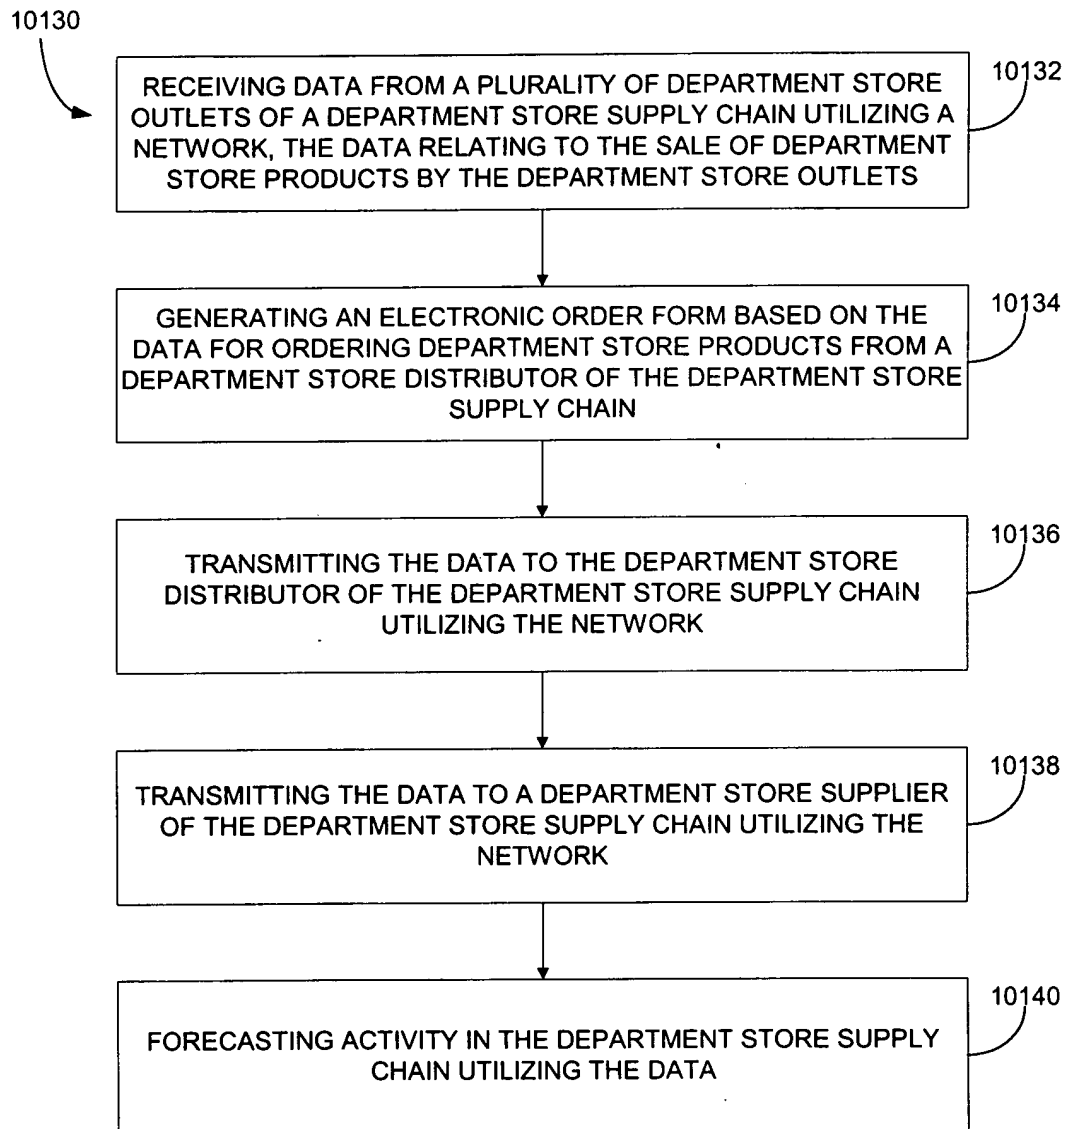 10130
RECEIVING DATA FROM A PLURALITY OF DEPARTMENT STORE
OUTLETS OF A DEPARTMENT STORE SUPPLY CHAIN UTILIZING A
NETWORK, THE DATA RELATING TO THE SALE OF DEPARTMENT
STORE PRODUCTS BY THE DEPARTMENT STORE OUTLETS
10132
GENERATING AN ELECTRONIC ORDER FORM BASED ON THE
DATA FOR ORDERING DEPARTMENT STORE PRODUCTS FROM A
DEPARTMENT STORE DISTRIBUTOR OF THE DEPARTMENT STORE
SUPPLY CHAIN
10134
TRANSMITTING THE DATA TO THE DEPARTMENT STORE
DISTRIBUTOR OF THE DEPARTMENT STORE SUPPLY CHAIN
UTILIZING THE NETWORK
10136
TRANSMITTING THE DATA TO A DEPARTMENT STORE SUPPLIER
OF THE DEPARTMENT STORE SUPPLY CHAIN UTILIZING THE
NETWORK
10138
FORECASTING ACTIVITY IN THE DEPARTMENT STORE SUPPLY
CHAIN UTILIZING THE DATA
10140